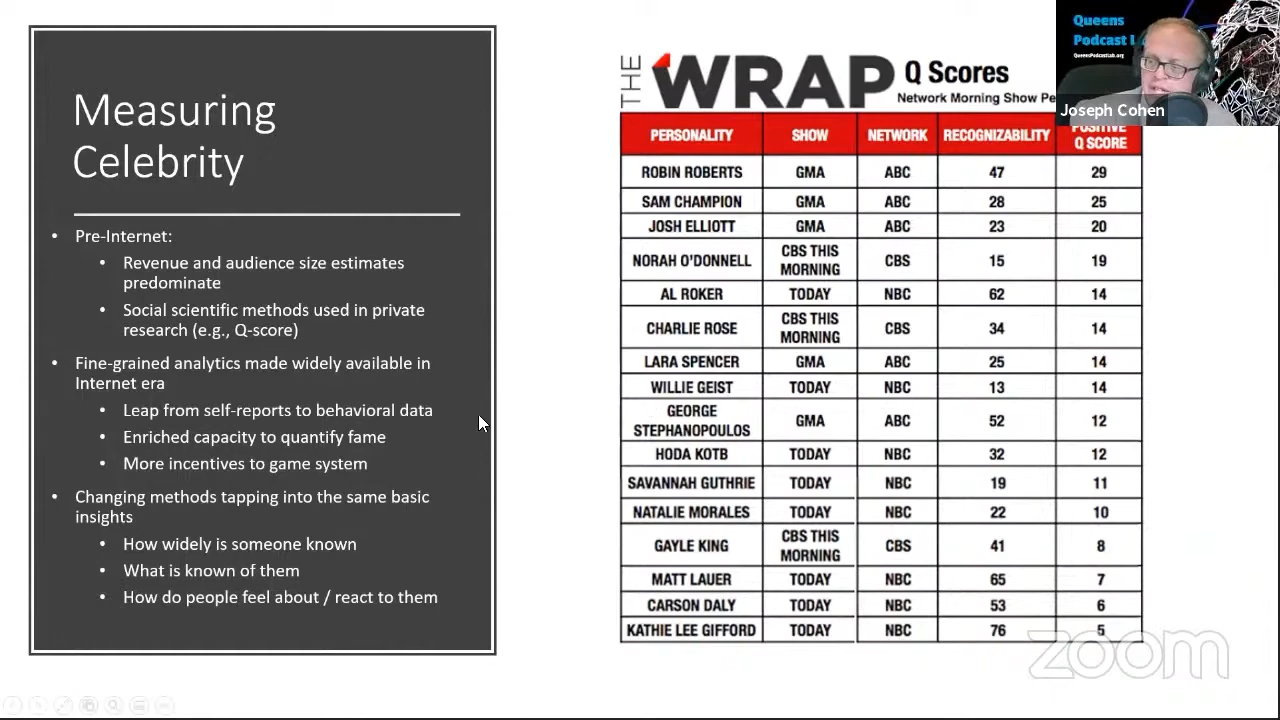 Measuring
Celebrity
• Pre-Internet:
• Revenue and audience size estimates
predominate
• Social scientific methods used in private
research (e.g., Q-score)
• Fine-grained analytics made widely available in
Internet era
• Leap from self-reports to behavioral data
• Enriched capacity to quantify fame
• More incentives to game system
• Changing methods tapping into the same basic
insights
• How widely is someone known
• What is known of them
• How do people feel about / react to them
THE WRAP Q Scores
Network Morning Show Pe
PERSONALITY SHOW NETWORK RECOGNIZABILITY POSITIVE
Q SCORE
ROBIN ROBERTS GMA ABC 47 29
SAM CHAMPION GMA ABC 28 25
JOSH ELLIOTT GMA ABC 23 20
NORAH O'DONNELL CBS THIS
MORNING CBS 15 19
AL ROKER TODAY NBC 62 14
CHARLIE ROSE CBS THIS
MORNING CBS 34 14
LARA SPENCER GMA ABC 25 14
WILLIE GEIST TODAY NBC 13 14
GEORGE
STEPHANOPOULOS GMA ABC 52 12
HODA KOTB TODAY NBC 32 12
SAVANNAH GUTHRIE TODAY NBC 19 11
NATALIE MORALES TODAY NBC 22 10
GAYLE KING CBS THIS
MORNING CBS 41 8
MATT LAUER TODAY NBC 65 7
CARSON DALY TODAY NBC 53 6
KATHIE LEE GIFFORD TODAY NBC 76 5
Queens
Podcast L
QueensPodcastLab.org
Joseph Cohen
zoom